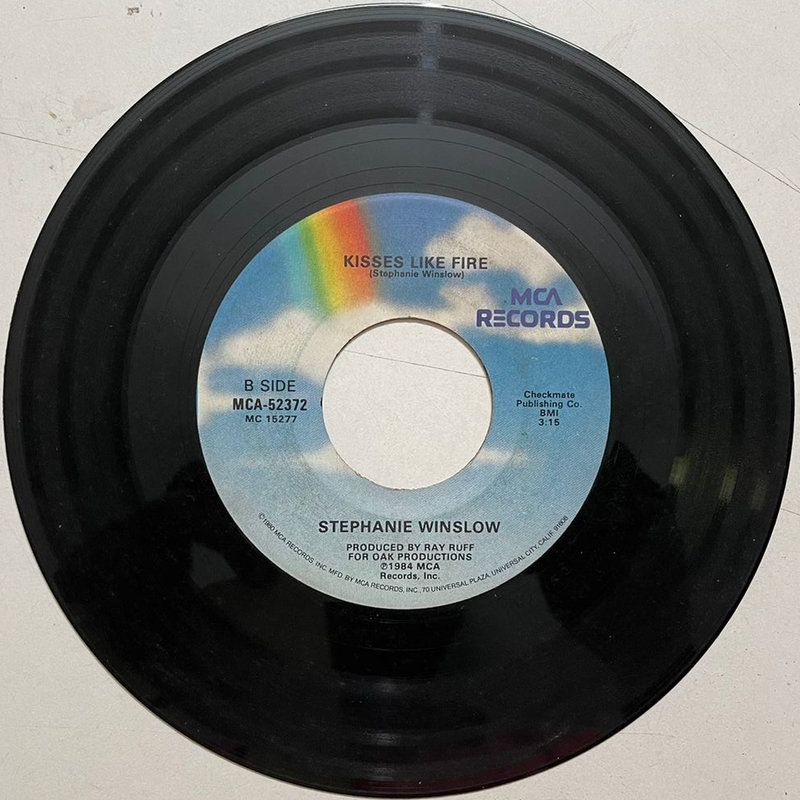 KISSES LIKE FIRE
(Stephanie Winslow)
MCA
RECORDS
B SIDE
MCA-52372
MC 15277
Checkmate
Publishing Co.
BMI
3:15
STEPHANIE WINSLOW
PRODUCED BY RAY RUFF
FOR OAK PRODUCTIONS
℗1984 MCA
Records, Inc.
©1980 MCA RECORDS, INC. MFD. BY MCA RECORDS, INC., 70 UNIVERSAL PLAZA, UNIVERSAL CITY, CALIF. 91608